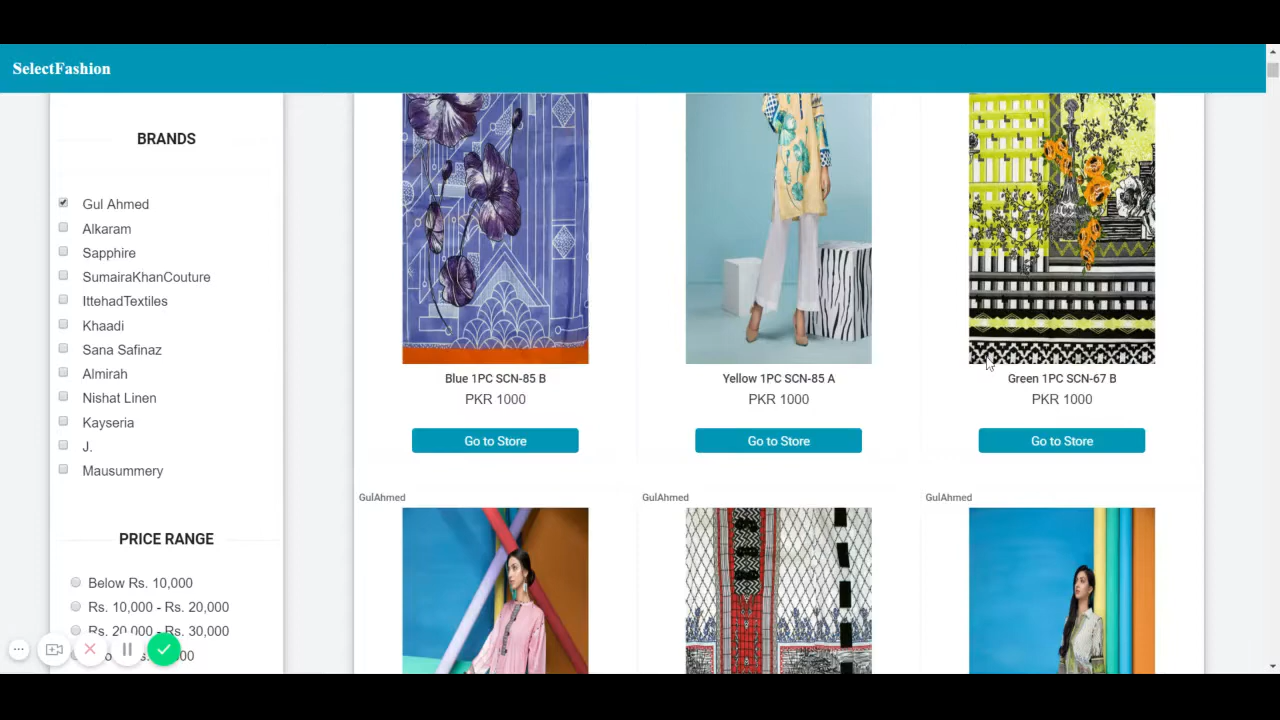 SelectFashion
BRANDS
Gul Ahmed
Alkaram
Sapphire
SumairaKhanCouture
IttehadTextiles
Khaadi
Sana Safinaz
Almirah
Nishat Linen
Kayseria
J.
Mausummery
PRICE RANGE
Below Rs. 10,000
Rs. 10,000 - Rs. 20,000
Rs. 20,000 - Rs. 30,000
Blue 1PC SCN-85 B
PKR 1000
Go to Store
Yellow 1PC SCN-85 A
PKR 1000
Go to Store
Green 1PC SCN-67 B
PKR 1000
Go to Store
GulAhmed
GulAhmed
GulAhmed